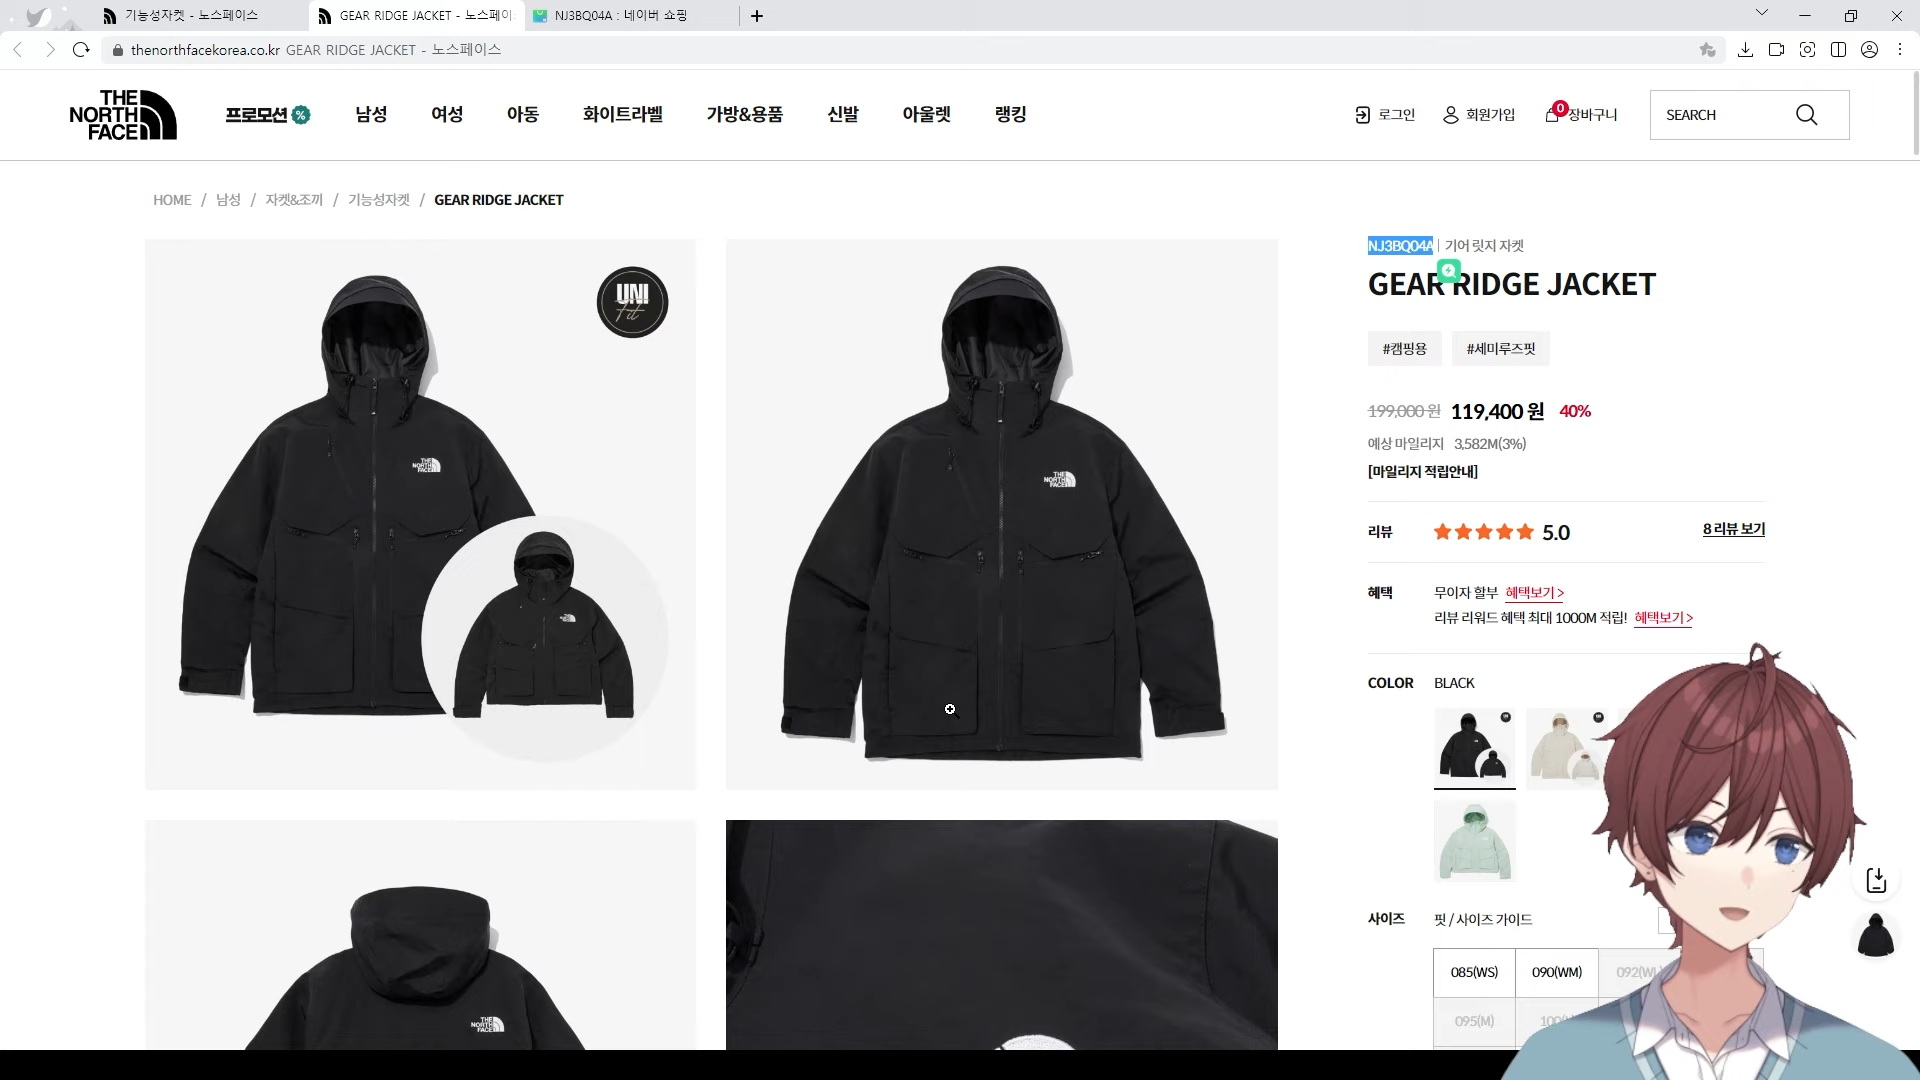 기능성자켓 - 노스페이스
GEAR RIDGE JACKET - 노스페이
NJ3BQ04A : 네이버 쇼핑
thenorthfacekorea.co.kr GEAR RIDGE JACKET - 노스페이스
THE NORTH FACE
프로모션 %
남성
여성
아동
화이트라벨
가방&용품
신발
아울렛
랭킹
로그인
회원가입
0
장바구니
SEARCH
HOME / 남성 / 자켓&조끼 / 기능성자켓 / GEAR RIDGE JACKET
UNI
Fit
THE NORTH FACE
THE NORTH FACE
NJ3BQ04A | 기어 릿지 자켓
GEAR RIDGE JACKET
#캠핑용
#세미루즈핏
199,000 원 119,400 원 40%
예상 마일리지 3,582M(3%)
[마일리지 적립안내]
리뷰 5.0 8 리뷰 보기
혜택 무이자 할부 혜택보기 >
리뷰 리워드 혜택 최대 1000M 적립! 혜택보기 >
COLOR BLACK
사이즈 핏 / 사이즈 가이드
085(WS) 090(WM)
095(M)
THE NORTH FACE